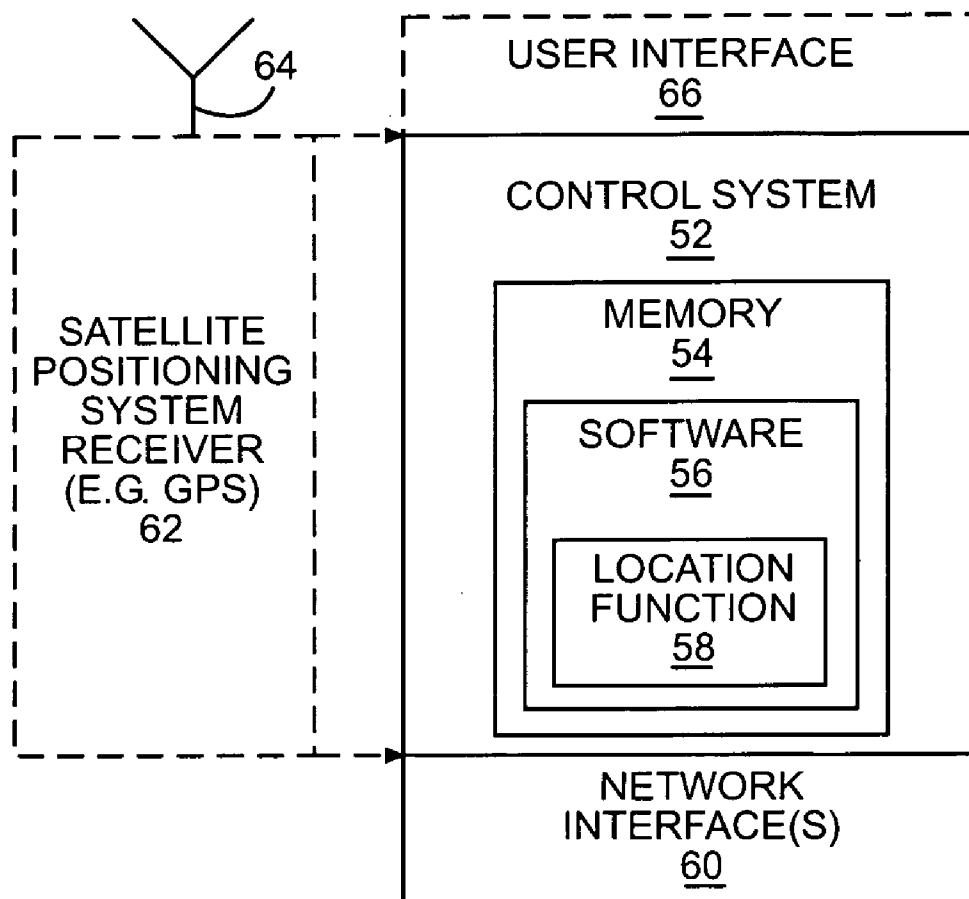 64
USER INTERFACE
66
CONTROL SYSTEM
52
MEMORY
54
SOFTWARE
56
LOCATION
FUNCTION
58
SATELLITE
POSITIONING
SYSTEM
RECEIVER
(E.G. GPS)
62
NETWORK
INTERFACE(S)
60